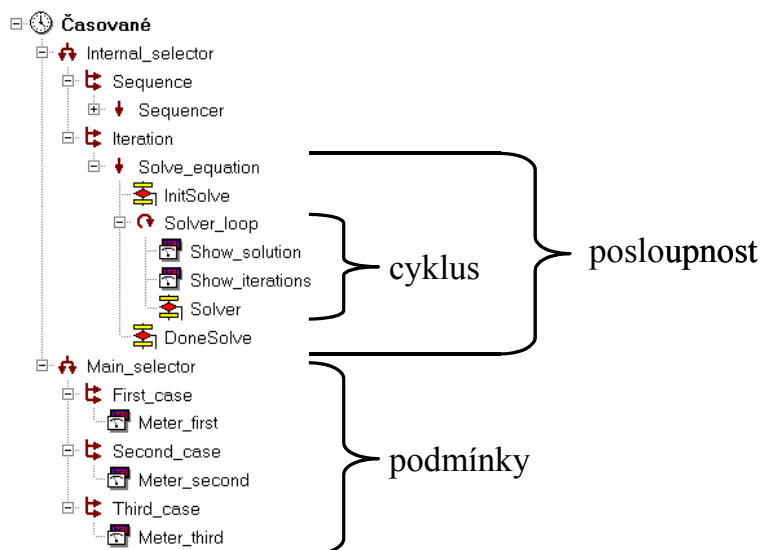 Časované
Internal_selector
Sequence
Sequencer
Iteration
Solve_equation
InitSolve
Solver_loop
Show_solution
Show_iterations
Solver
DoneSolve
cyklus
posloupnost
Main_selector
First_case
Meter_first
Second_case
Meter_second
Third_case
Meter_third
podmínky